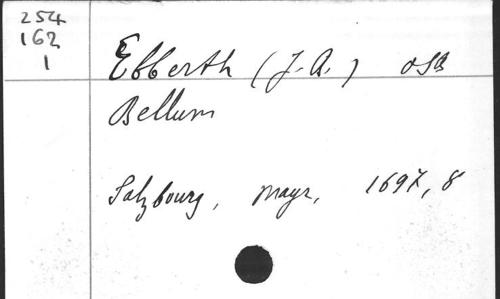 254
162
1
Ebberth (J.A.) OSB
Bellum
Salzbourg, Mayr, 1697, 8